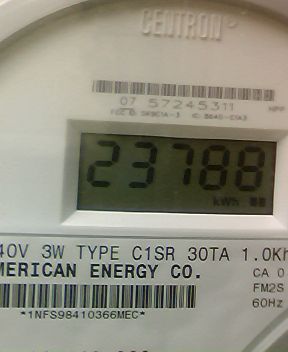 CENTRON
07 57245311
23788
kWh
40V 3W TYPE C1SR 30TA 1.0Kh
MERICAN ENERGY CO.
CA 0
FM2S
60Hz
*1NFS98410366MEC*